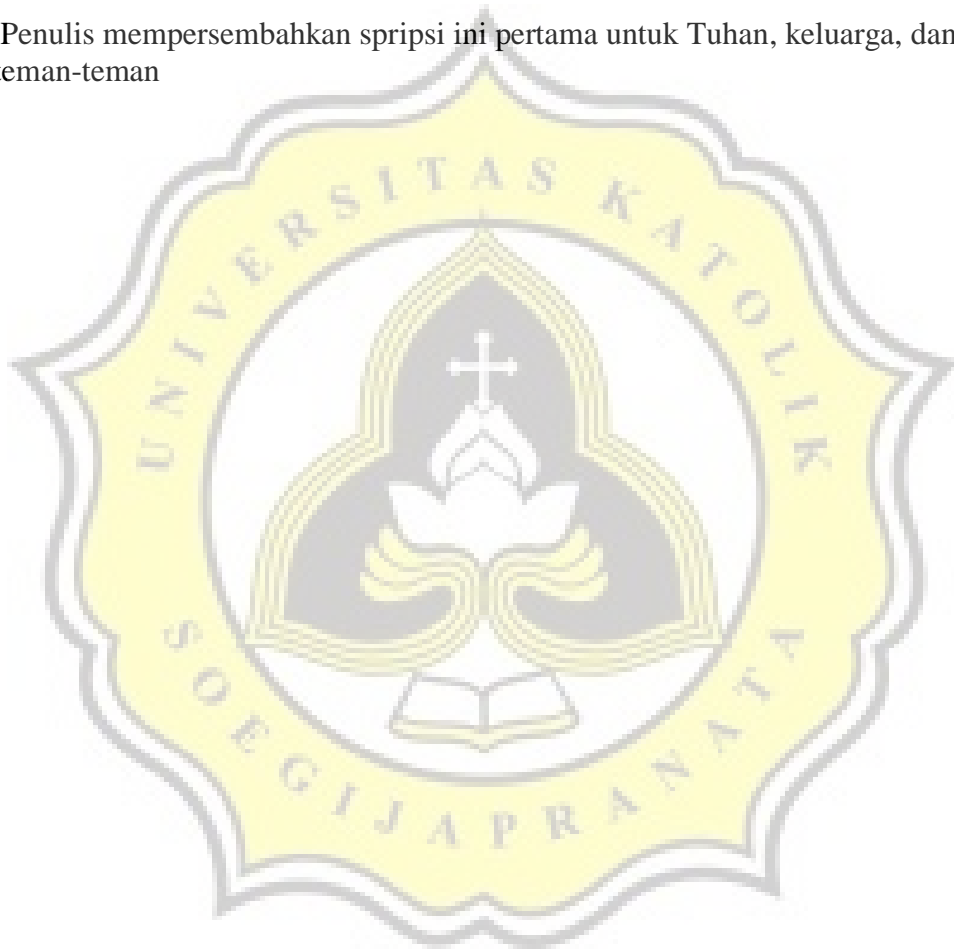 Penulis mempersembahkan spripsi ini pertama untuk Tuhan, keluarga, dan
teman-teman
UNIVERSITAS KATOLIK
SOEGIJAPRANATA